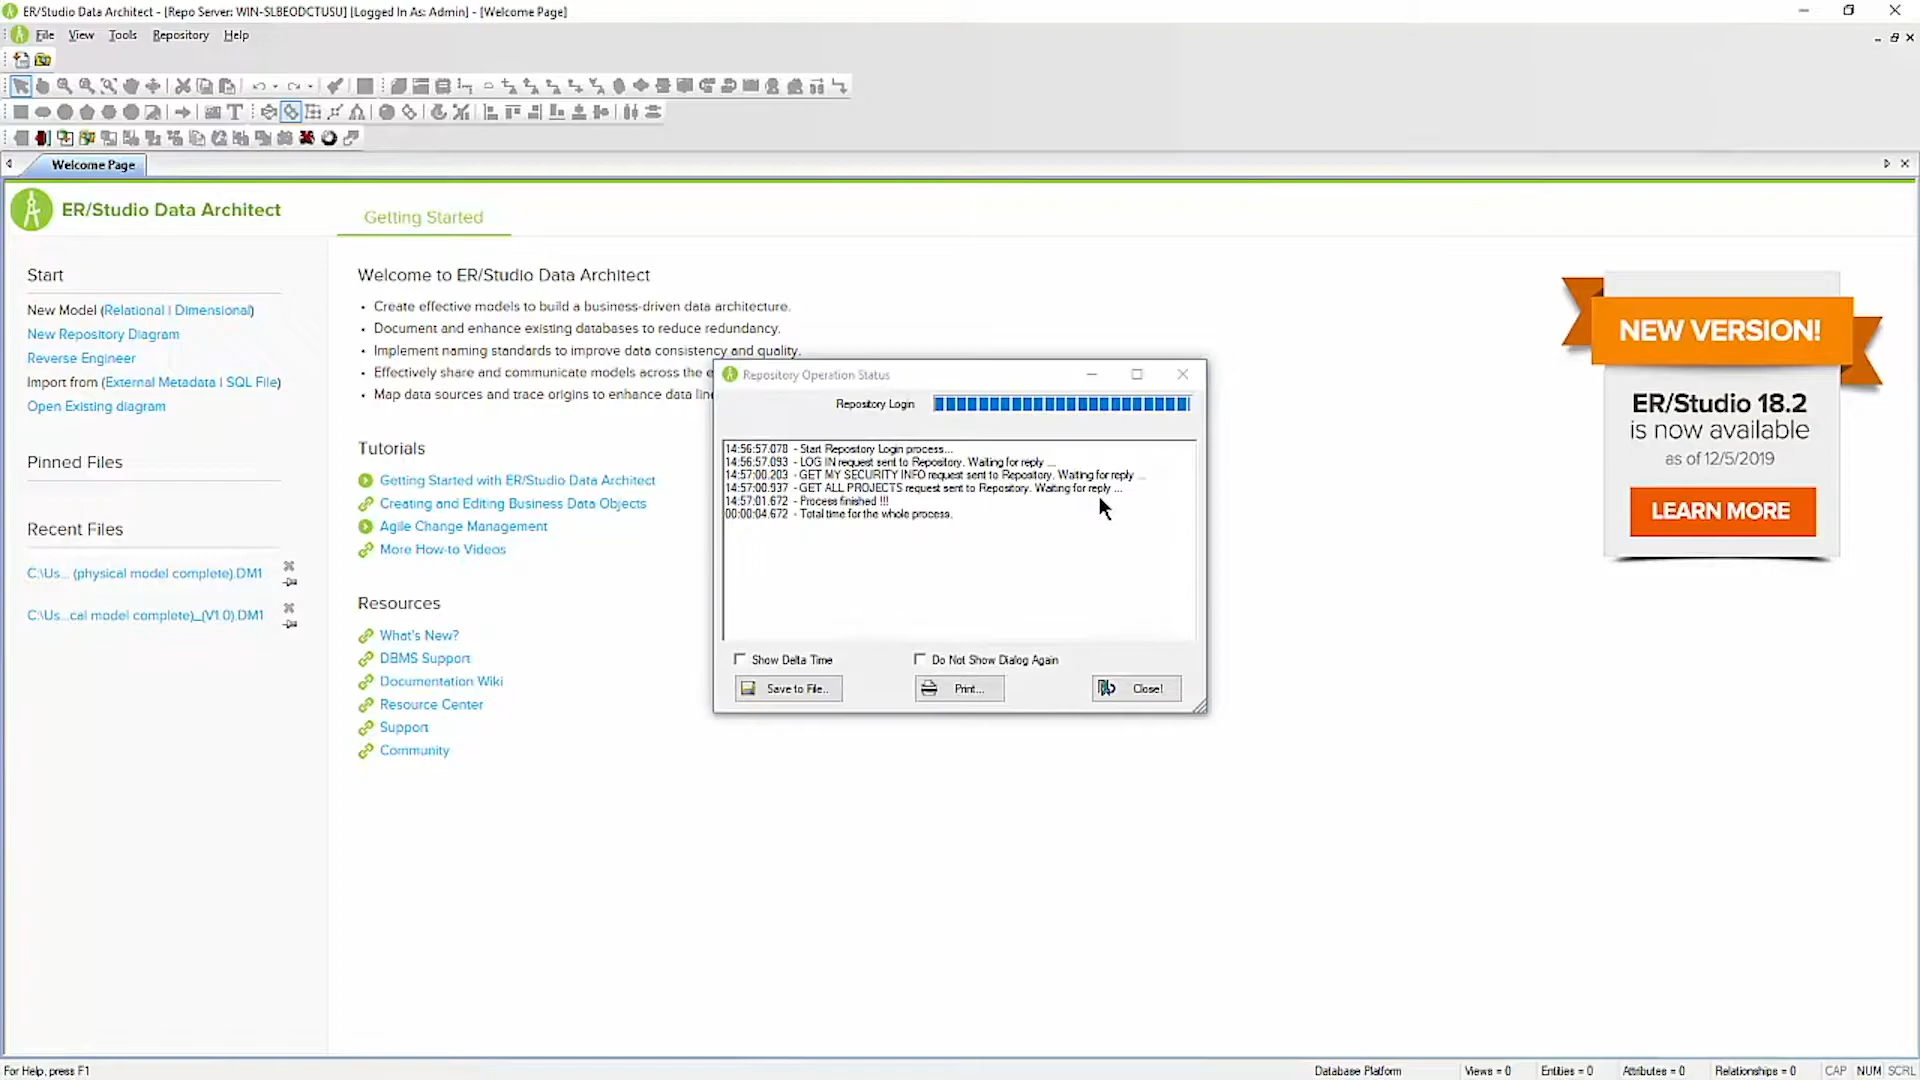 ER/Studio Data Architect - [Repo Server: WIN-SLBEODCTUSU] [Logged In As: Admin] - [Welcome Page]
File View Tools Repository Help
Welcome Page
ER/Studio Data Architect
Getting Started
Start
New Model (Relational | Dimensional)
New Repository Diagram
Reverse Engineer
Import from (External Metadata | SQL File)
Open Existing diagram
Pinned Files
Recent Files
C:\Us... (physical model complete).DM1
C:\Us...cal model complete)_(V1.0).DM1
Welcome to ER/Studio Data Architect
• Create effective models to build a business-driven data architecture.
• Document and enhance existing databases to reduce redundancy.
• Implement naming standards to improve data consistency and quality.
• Effectively share and communicate models across the e
• Map data sources and trace origins to enhance data line
Tutorials
Getting Started with ER/Studio Data Architect
Creating and Editing Business Data Objects
Agile Change Management
More How-to Videos
Resources
What's New?
DBMS Support
Documentation Wiki
Resource Center
Support
Community
Repository Operation Status
Repository Login
14:56:57.078 - Start Repository Login process...
14:56:57.093 - LOG IN request sent to Repository. Waiting for reply ...
14:57:00.203 - GET MY SECURITY INFO request sent to Repository. Waiting for reply ...
14:57:00.937 - GET ALL PROJECTS request sent to Repository. Waiting for reply ...
14:57:01.672 - Process finished !!!
00:00:04.672 - Total time for the whole process.
Show Delta Time
Do Not Show Dialog Again
Save to File..
Print...
Close!
NEW VERSION!
ER/Studio 18.2
is now available
as of 12/5/2019
LEARN MORE
For Help, press F1
Database Platform
Views = 0
Entities = 0
Attributes = 0
Relationships = 0
CAP NUM SCRL